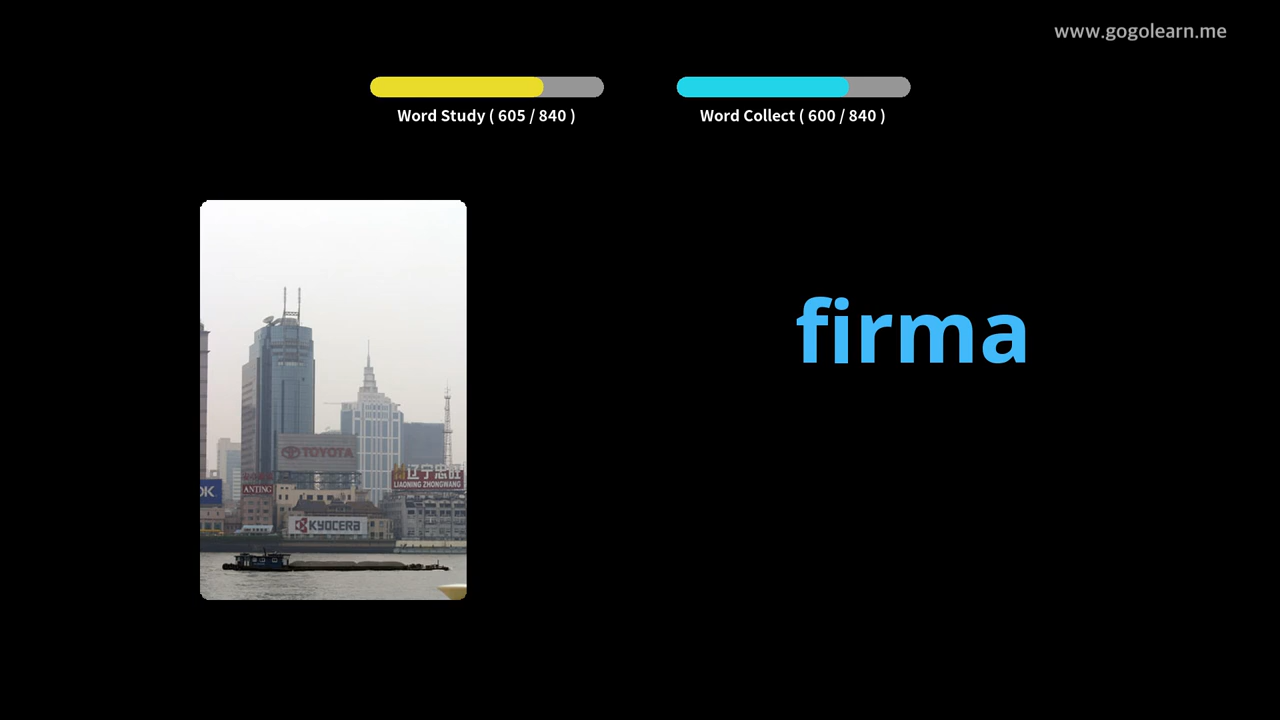 www.gogolearn.me
Word Study ( 605 / 840 )
Word Collect ( 600 / 840 )
firma
TOYOTA
辽宁忠旺
LIAONING ZHONGWANG
ANTING
KYOCERA